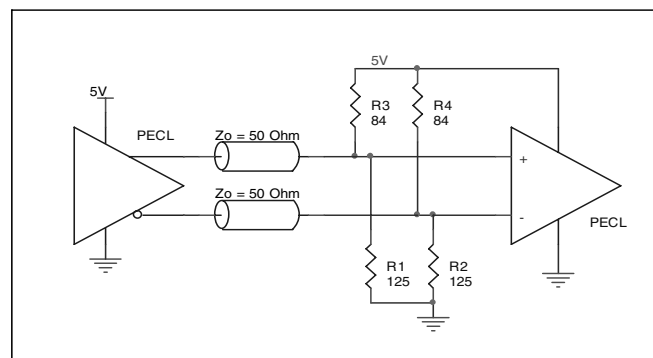 5V
5V
PECL
R3
84
R4
84
Zo = 50 Ohm
+
Zo = 50 Ohm
-
PECL
R1
125
R2
125